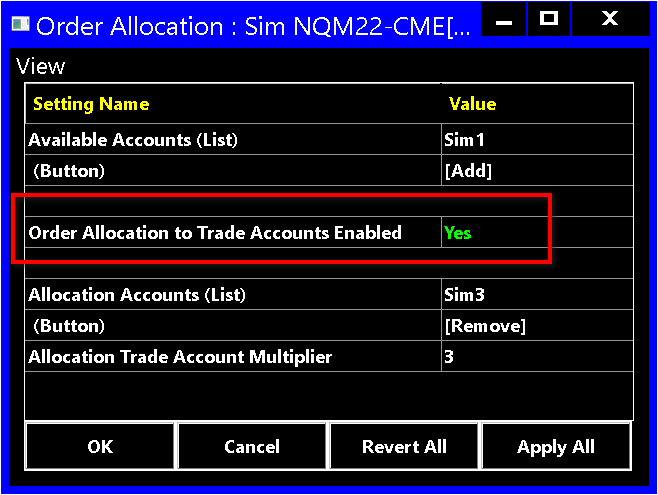 Order Allocation : Sim NQM22-CME[...
View
Setting Name Value
Available Accounts (List) Sim1
(Button) [Add]
Order Allocation to Trade Accounts Enabled Yes
Allocation Accounts (List) Sim3
(Button) [Remove]
Allocation Trade Account Multiplier 3
OK Cancel Revert All Apply All